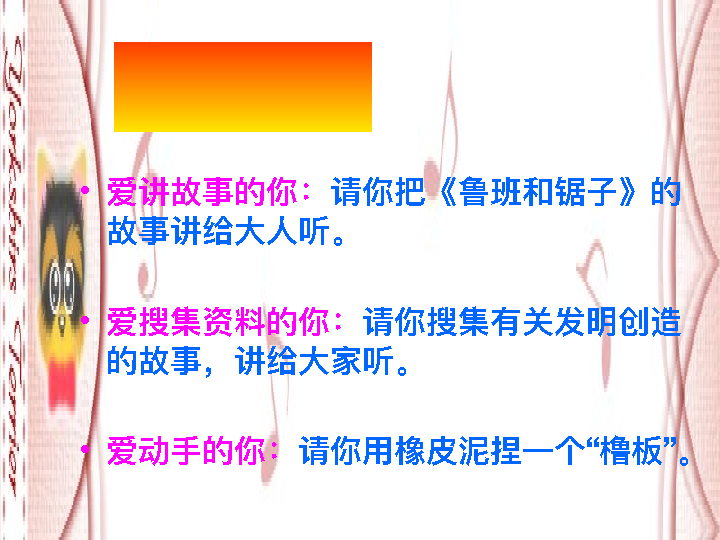 爱讲故事的你：请你把《鲁班和锯子》的
故事讲给大人听。
爱搜集资料的你：请你搜集有关发明创造
的故事，讲给大家听。
爱动手的你：请你用橡皮泥捏一个“橹板”。